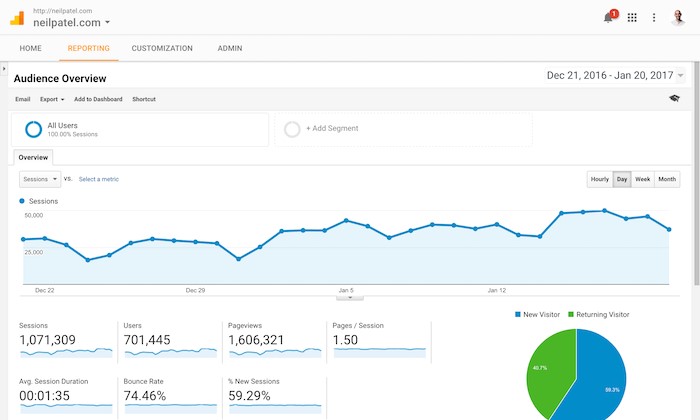 http://neilpatel.com
neilpatel.com
1
HOME REPORTING CUSTOMIZATION ADMIN
Audience Overview
Dec 21, 2016 - Jan 20, 2017
Email Export Add to Dashboard Shortcut
All Users
100.00% Sessions
+ Add Segment
Overview
Sessions vs. Select a metric
Hourly Day Week Month
Sessions
50,000
25,000
Dec 22 Dec 29 Jan 5 Jan 12
New Visitor Returning Visitor
Sessions Users Pageviews Pages / Session
1,071,309 701,445 1,606,321 1.50
40.7%
59.3%
Avg. Session Duration Bounce Rate % New Sessions
00:01:35 74.46% 59.29%